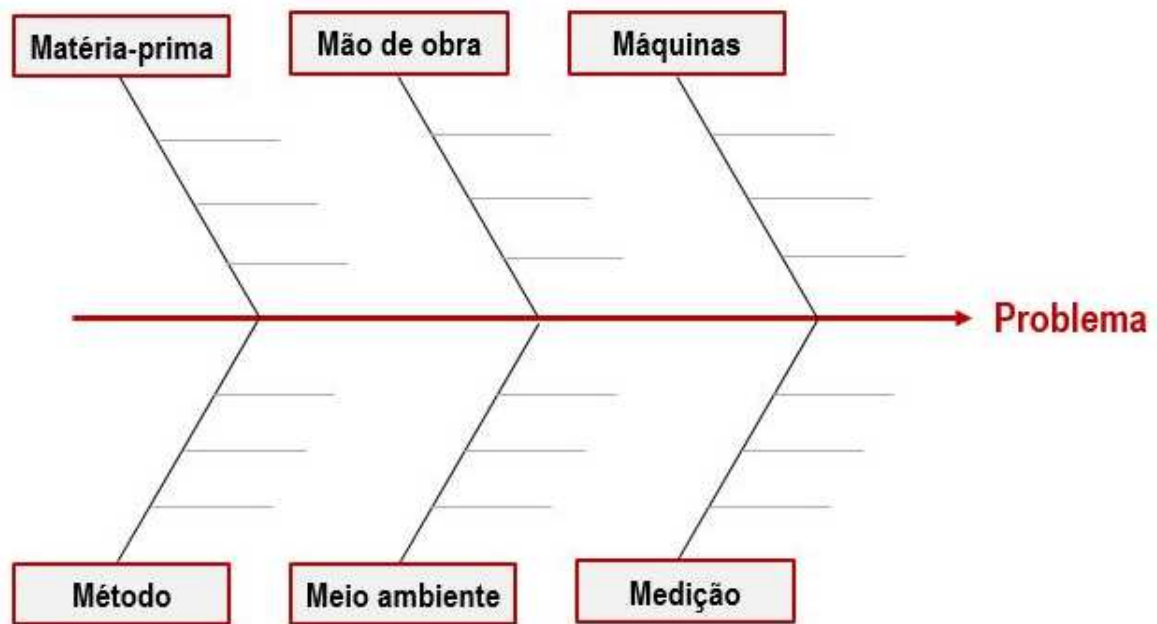 Matéria-prima
Mão de obra
Máquinas
Problema
Método
Meio ambiente
Medição